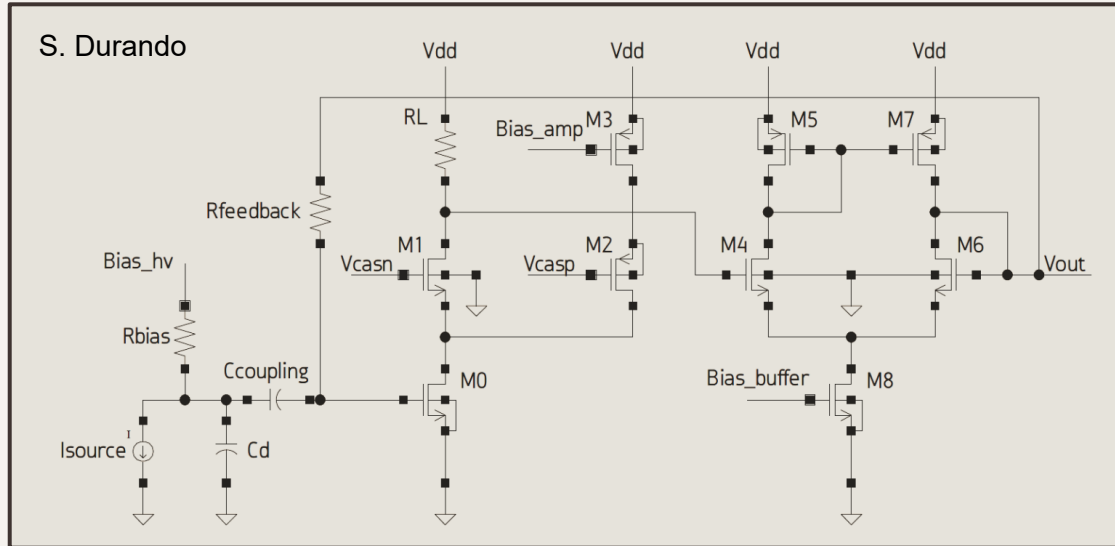 S. Durando
Vdd
Vdd
Vdd
Vdd
RL
Bias_amp
M3
M5
M7
Rfeedback
Bias_hv
Vcasn
M1
Vcasp
M2
M4
M6
Vout
Rbias
Ccoupling
M0
Bias_buffer
M8
I
Isource
Cd